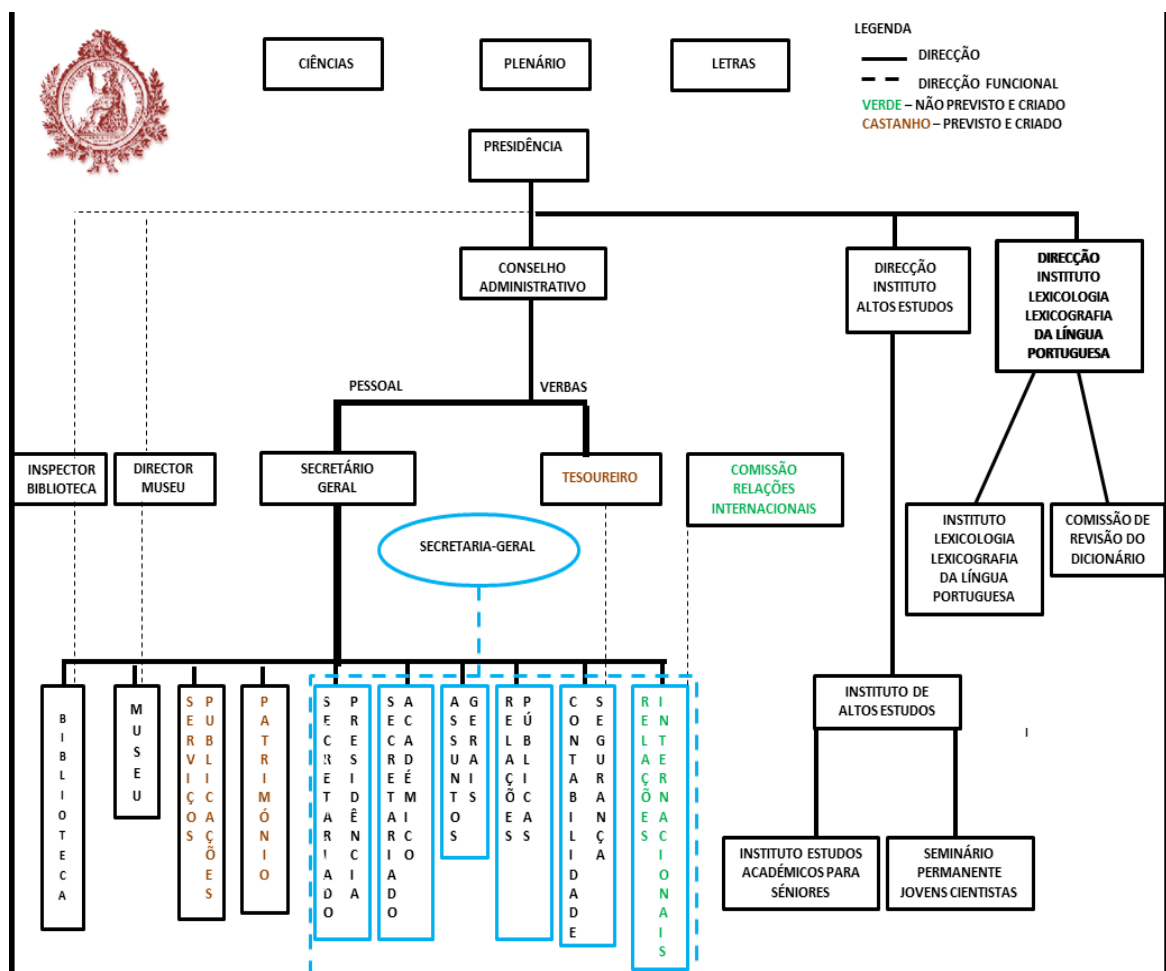 CIÊNCIAS
PLENÁRIO
LETRAS
LEGENDA
DIRECÇÃO
DIRECÇÃO FUNCIONAL
VERDE – NÃO PREVISTO E CRIADO
CASTANHO – PREVISTO E CRIADO
PRESIDÊNCIA
CONSELHO
ADMINISTRATIVO
DIRECÇÃO
INSTITUTO
ALTOS ESTUDOS
DIRECÇÃO
INSTITUTO
LEXICOLOGIA
LEXICOGRAFIA
DA LÍNGUA
PORTUGUESA
PESSOAL
VERBAS
INSPECTOR
BIBLIOTECA
DIRECTOR
MUSEU
SECRETÁRIO
GERAL
TESOUREIRO
COMISSÃO
RELAÇÕES
INTERNACIONAIS
SECRETARIA-GERAL
INSTITUTO
LEXICOLOGIA
LEXICOGRAFIA
DA LÍNGUA
PORTUGUESA
COMISSÃO DE
REVISÃO DO
DICIONÁRIO
BIBLIOTECA
MUSEU
SERVIÇOS
PUBLICAÇÕES
PATRIMÓNIO
SECRETARIADO
PRESIDÊNCIA
SECRETARIADO
ACADÉMICO
ASSUNTOS
GERAIS
RELAÇÕES
PÚBLICAS
CONTABILIDADE
SEGURANÇA
RELAÇÕES
INTERNACIONAIS
INSTITUTO DE
ALTOS ESTUDOS
I
INSTITUTO ESTUDOS
ACADÉMICOS PARA
SÉNIORES
SEMINÁRIO
PERMANENTE
JOVENS CIENTISTAS